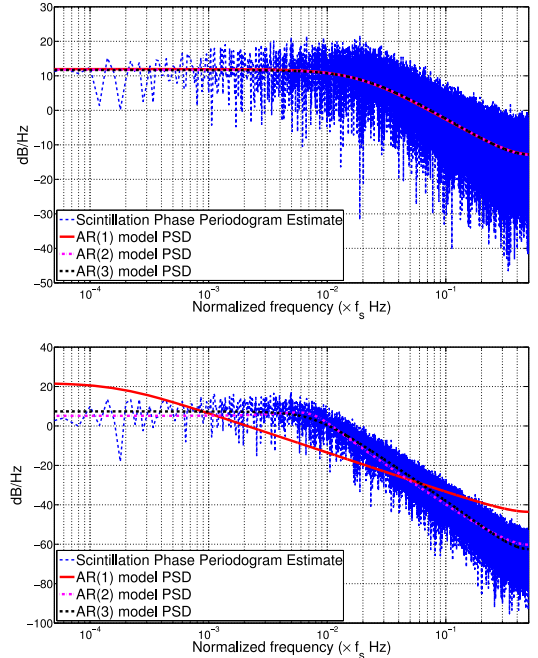 30
20
10
0
−10
−20
−30
−40
−50
dB/Hz
Scintillation Phase Periodogram Estimate
AR(1) model PSD
AR(2) model PSD
AR(3) model PSD
10⁻⁴
10⁻³
10⁻²
10⁻¹
Normalized frequency (× fₛ Hz)
40
20
0
−20
−40
−60
−80
−100
dB/Hz
Scintillation Phase Periodogram Estimate
AR(1) model PSD
AR(2) model PSD
AR(3) model PSD
10⁻⁴
10⁻³
10⁻²
10⁻¹
Normalized frequency (× fₛ Hz)